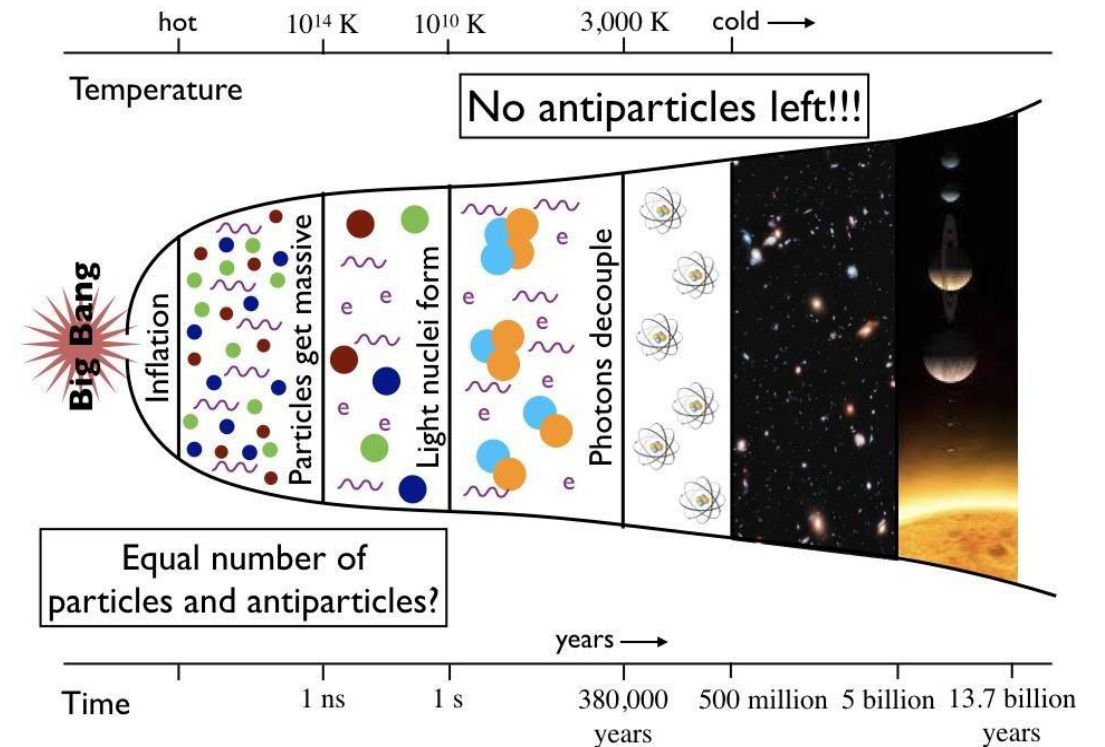 hot 10¹⁴ K 10¹⁰ K 3,000 K cold →
Temperature
No antiparticles left!!!
Big Bang
Inflation
Particles get massive
Light nuclei form
Photons decouple
e
e
e
e
e
e
e
e
e
e
e
Equal number of
particles and antiparticles?
years →
Time
1 ns 1 s 380,000 500 million 5 billion 13.7 billion
years years